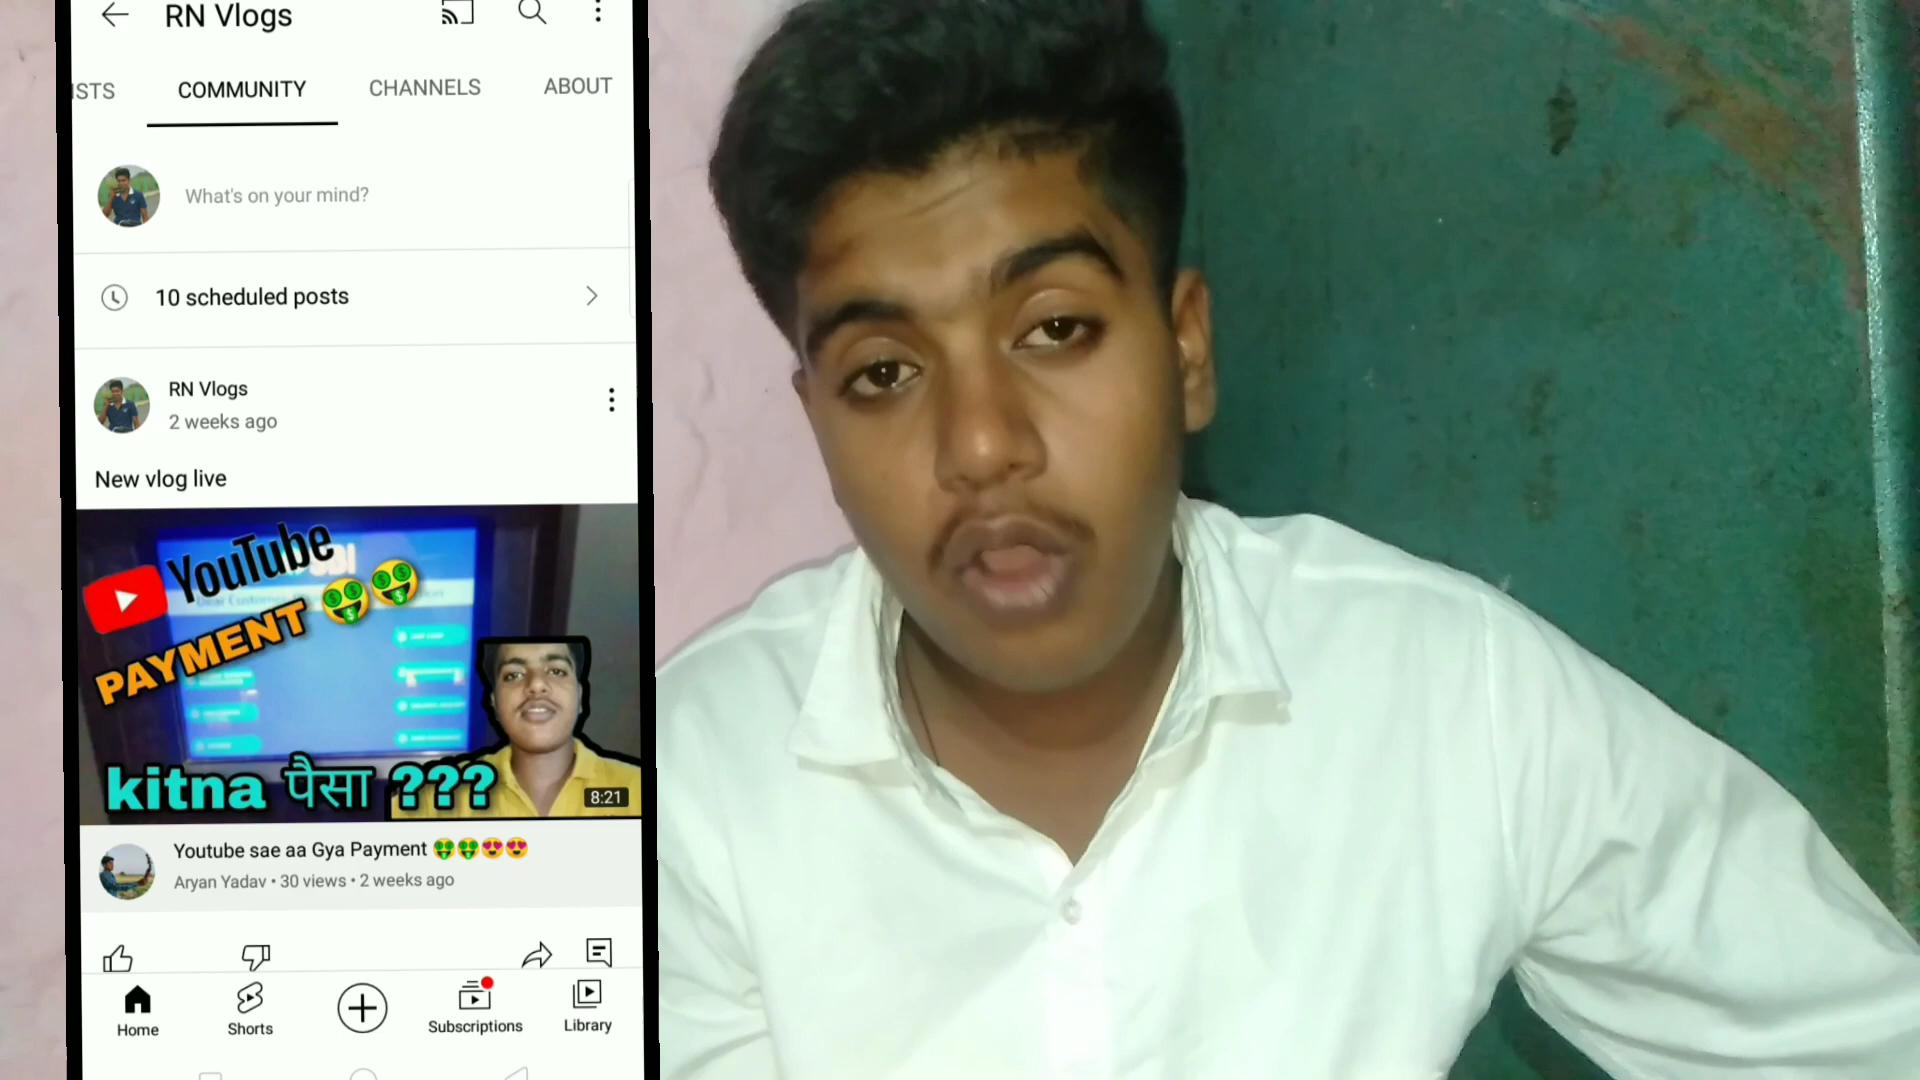 RN Vlogs
ISTS COMMUNITY CHANNELS ABOUT
What's on your mind?
10 scheduled posts
RN Vlogs
2 weeks ago
New vlog live
YouTube
PAYMENT
kitna पैसा ???
8:21
Youtube sae aa Gya Payment 🤑🤑😍😍
Aryan Yadav • 30 views • 2 weeks ago
Home Shorts Subscriptions Library